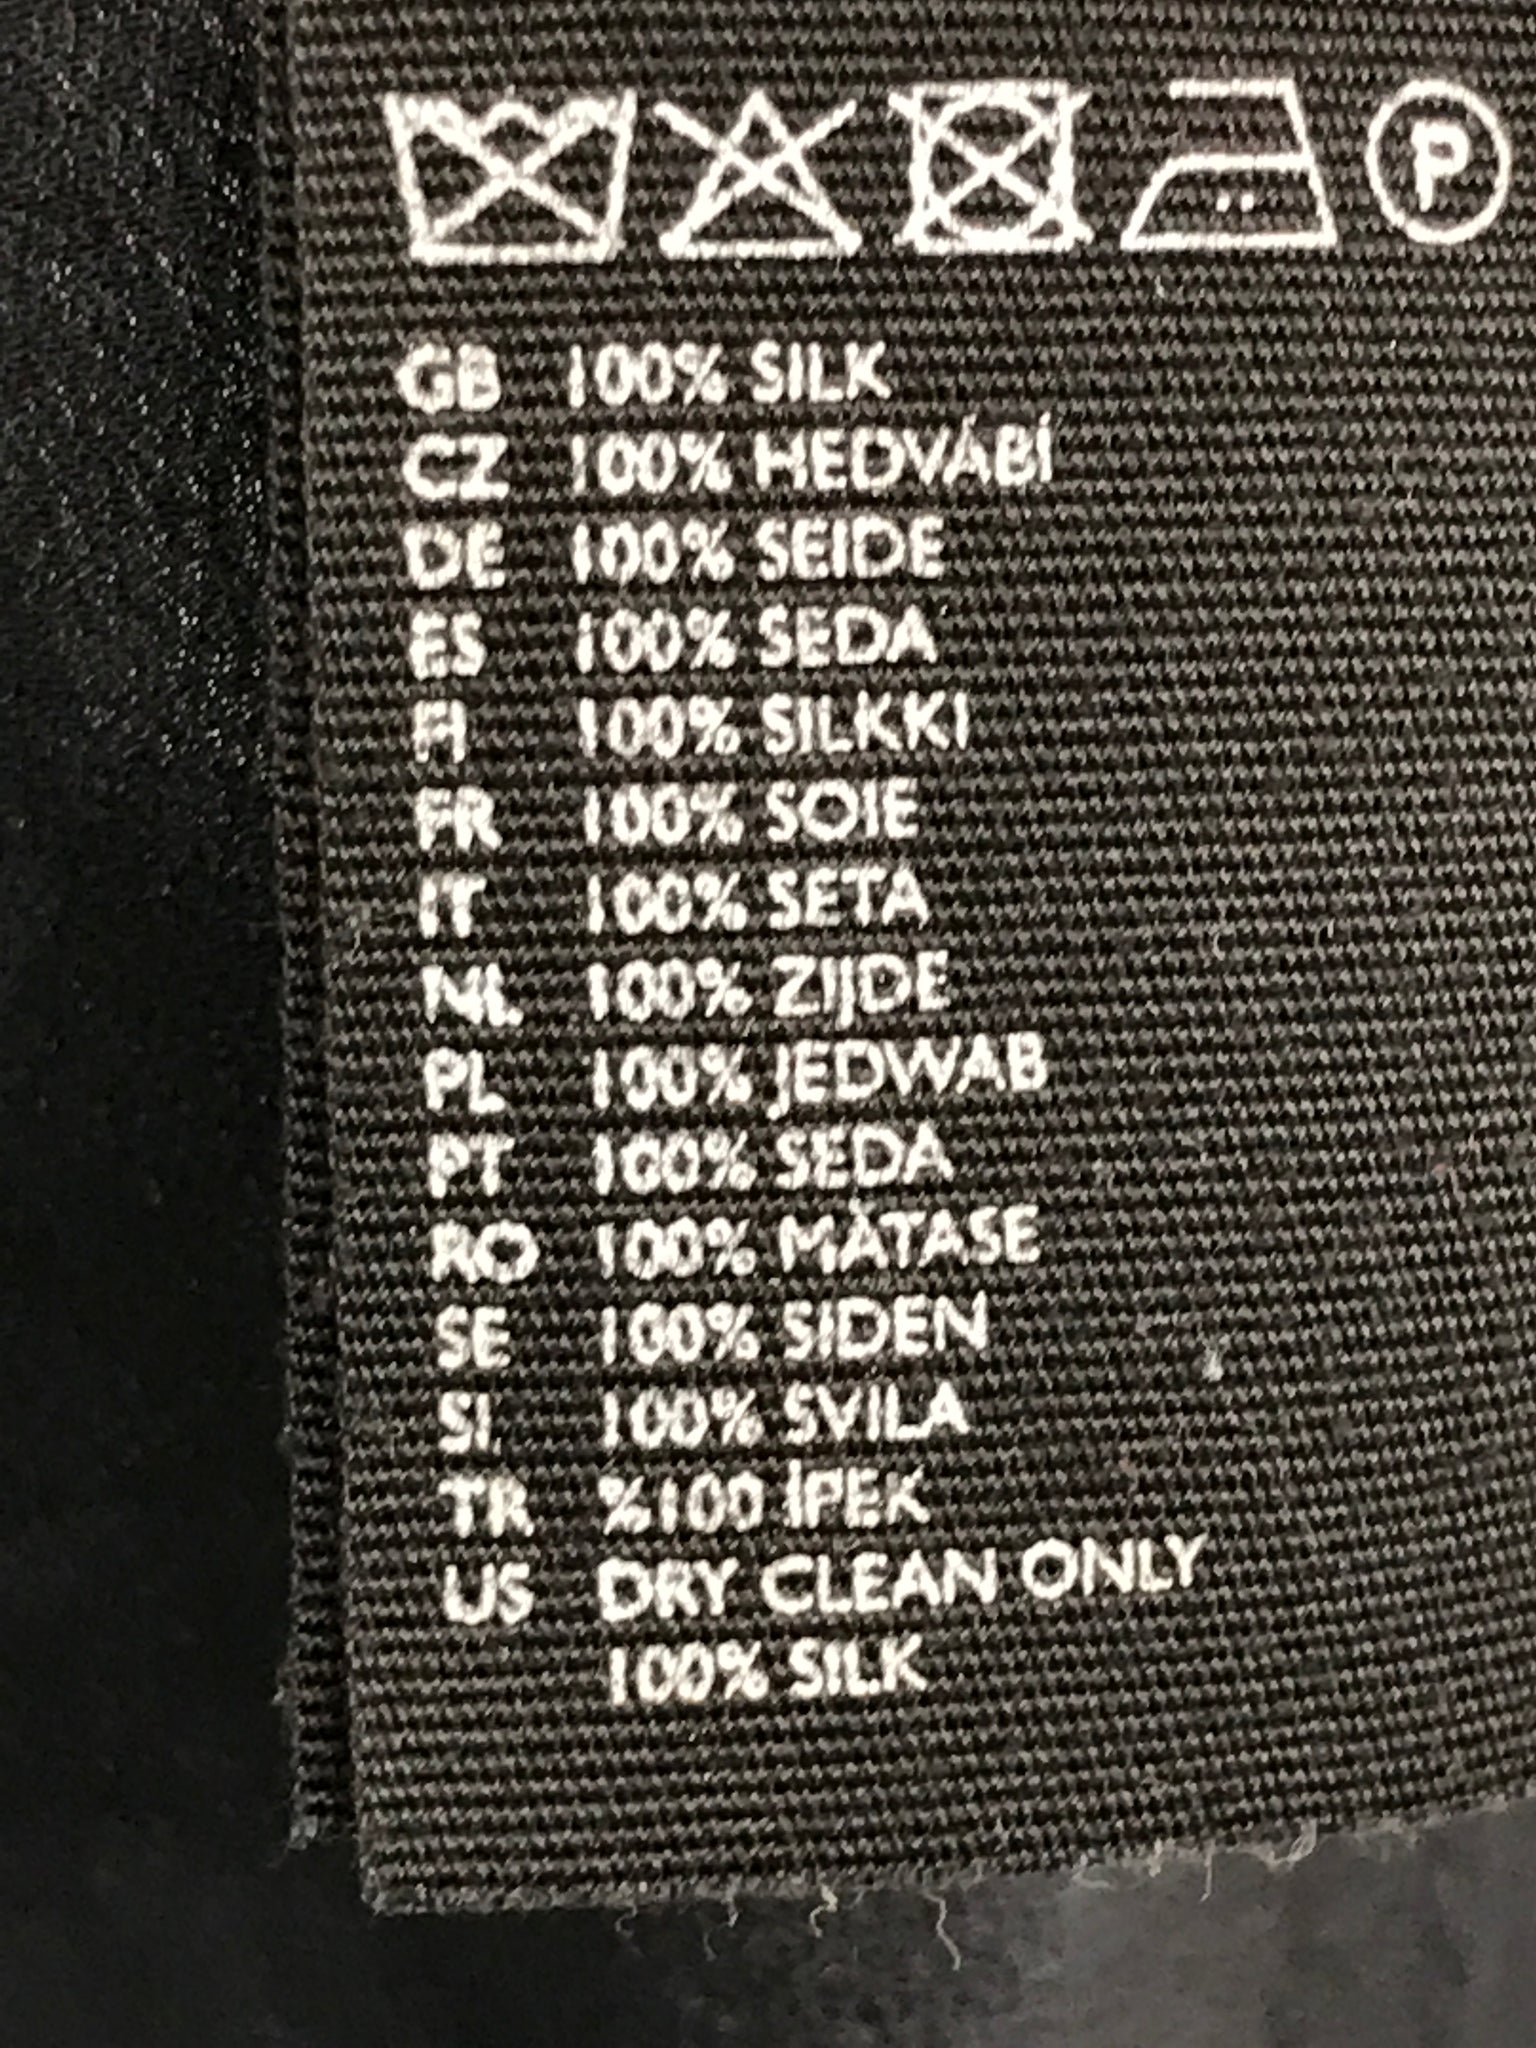 P
GB 100% SILK
CZ 100% HEDVÁBÍ
DE 100% SEIDE
ES 100% SEDA
FI 100% SILKKI
FR 100% SOIE
IT 100% SETA
NL 100% ZIJDE
PL 100% JEDWAB
PT 100% SEDA
RO 100% MÁTASE
SE 100% SIDEN
SI 100% SVILA
TR %100 İPEK
US DRY CLEAN ONLY
100% SILK